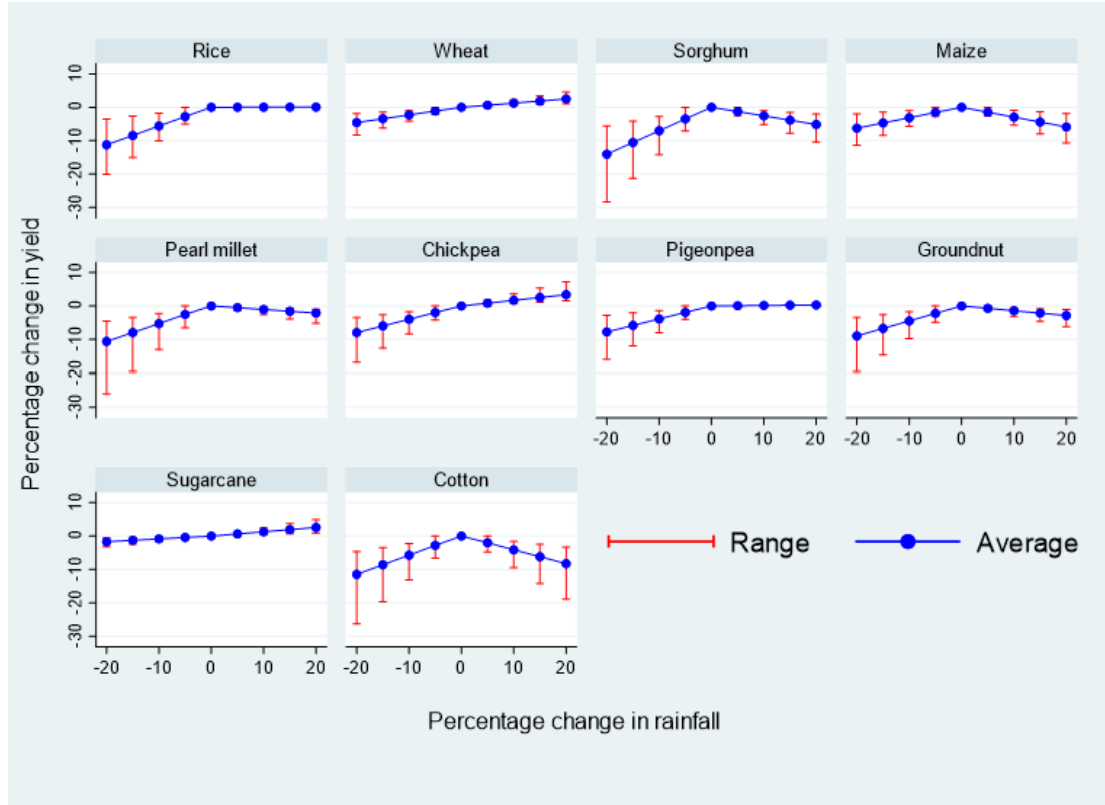 Rice
Wheat
Sorghum
Maize
10
0
-10
-20
-30
Pearl millet
Chickpea
Pigeonpea
Groundnut
10
0
-10
-20
-30
-20 -10 0 10 20
-20 -10 0 10 20
Sugarcane
Cotton
10
0
-10
-20
-30
-20 -10 0 10 20
-20 -10 0 10 20
Range
Average
Percentage change in yield
Percentage change in rainfall